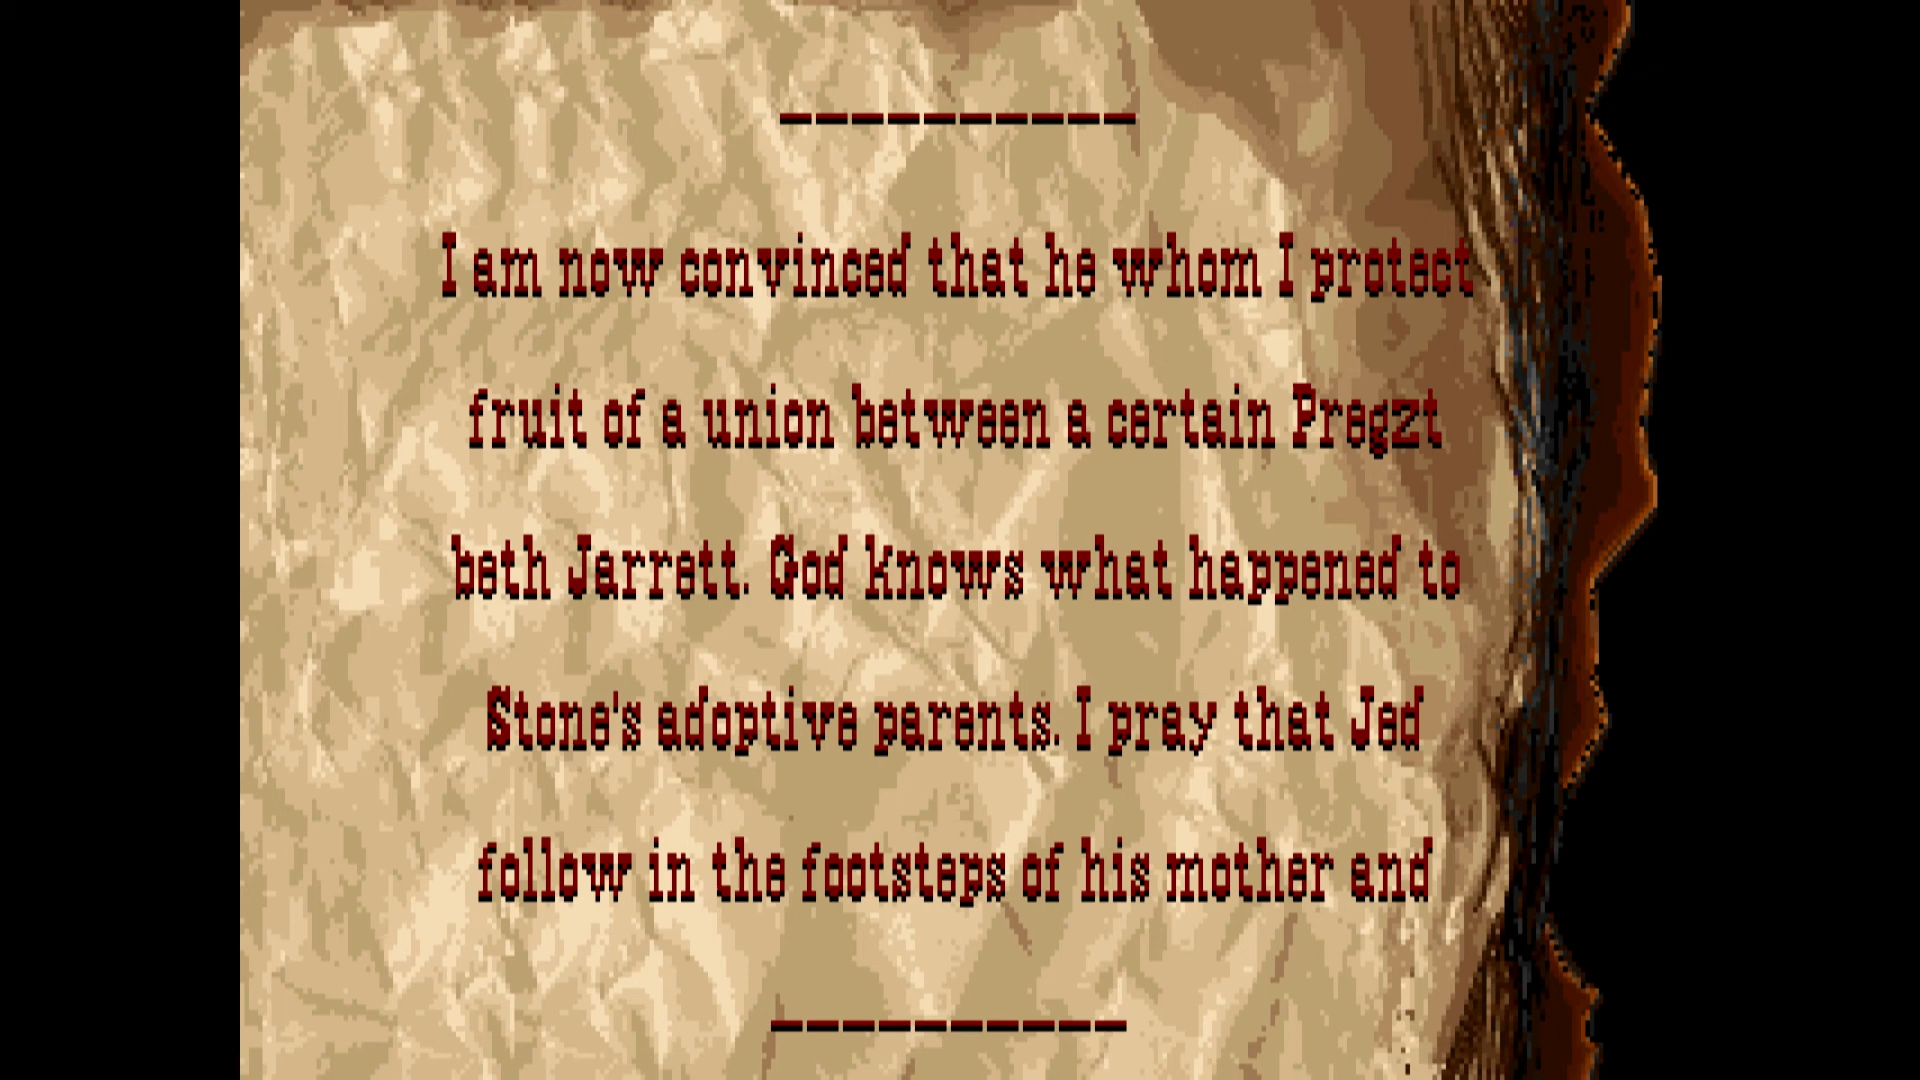 ----------
I am now convinced that he whom I protect
fruit of a union between a certain Pregzt
beth Jarrett. God knows what happened to
Stone's adoptive parents. I pray that Jed
follow in the footsteps of his mother and
----------